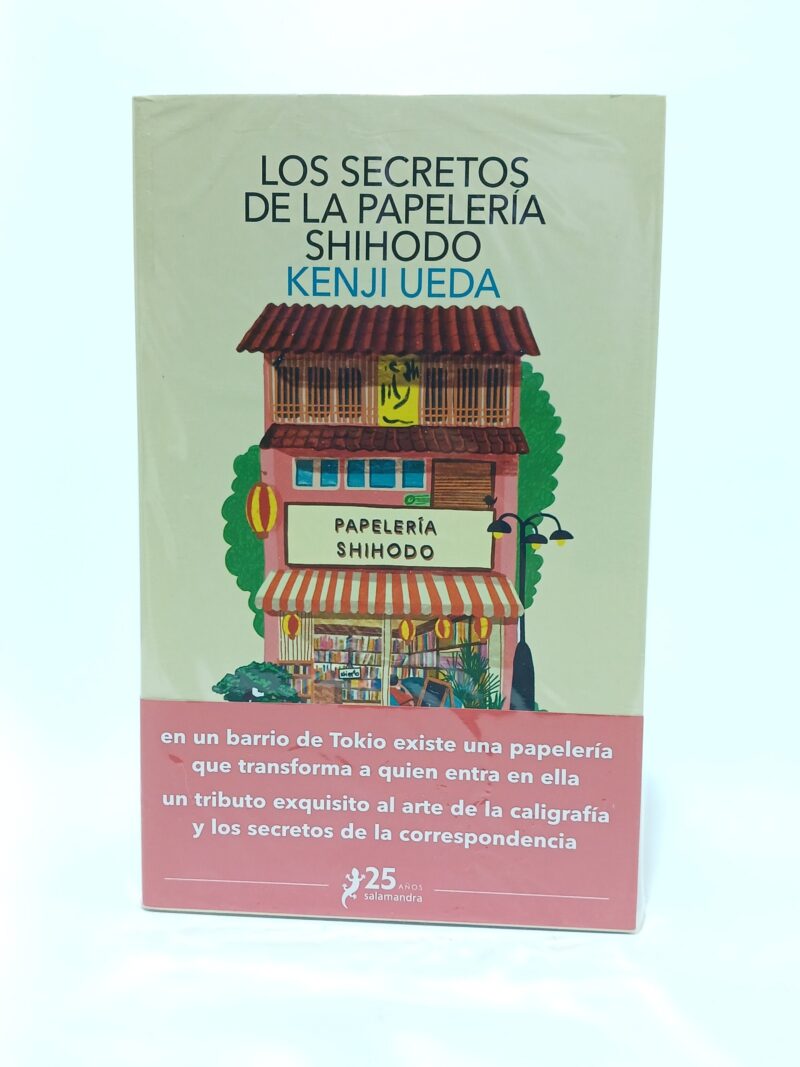 LOS SECRETOS
DE LA PAPELERÍA
SHIHODO
KENJI UEDA
PAPELERÍA
SHIHODO
en un barrio de Tokio existe una papelería
que transforma a quien entra en ella
un tributo exquisito al arte de la caligrafía
y los secretos de la correspondencia
25 AÑOS
salamandra